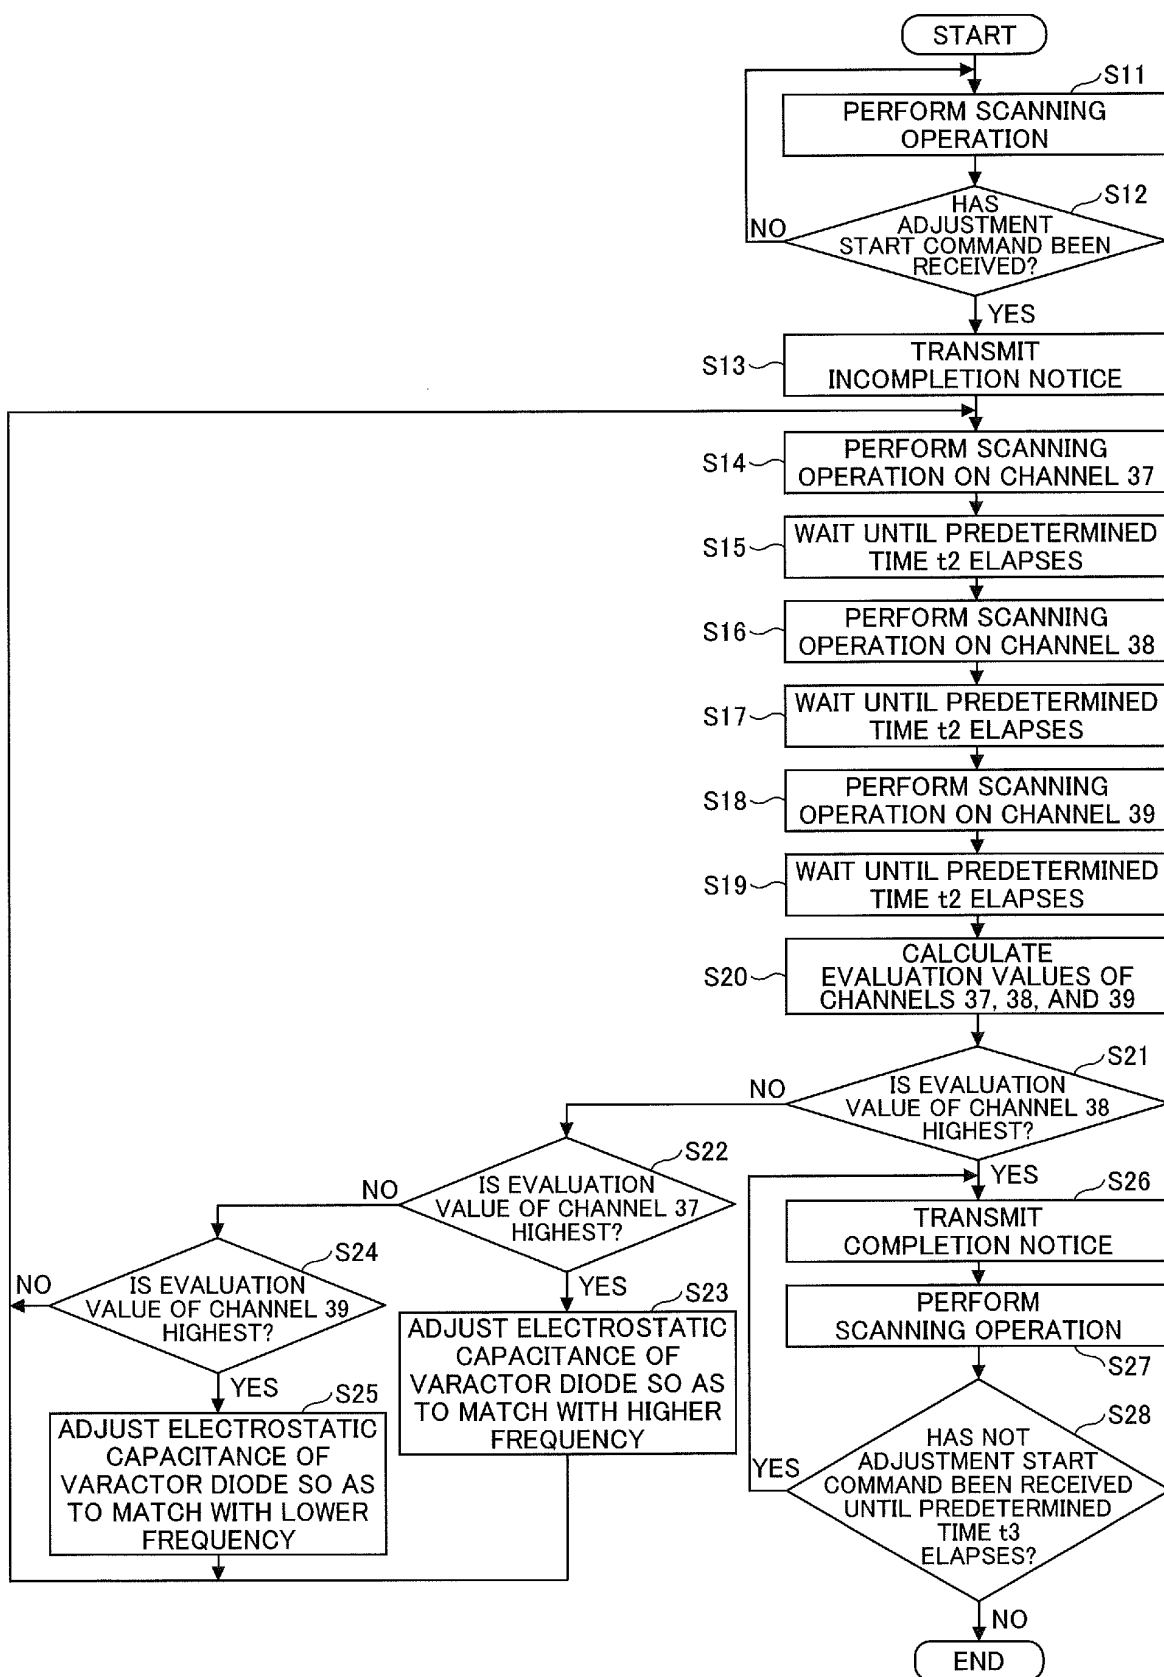 START
S11
PERFORM SCANNING
OPERATION
S12
HAS
ADJUSTMENT
START COMMAND BEEN
RECEIVED?
NO
YES
S13
TRANSMIT
INCOMPLETION NOTICE
S14
PERFORM SCANNING
OPERATION ON CHANNEL 37
S15
WAIT UNTIL PREDETERMINED
TIME t2 ELAPSES
S16
PERFORM SCANNING
OPERATION ON CHANNEL 38
S17
WAIT UNTIL PREDETERMINED
TIME t2 ELAPSES
S18
PERFORM SCANNING
OPERATION ON CHANNEL 39
S19
WAIT UNTIL PREDETERMINED
TIME t2 ELAPSES
S20
CALCULATE
EVALUATION VALUES OF
CHANNELS 37, 38, AND 39
S21
IS EVALUATION
VALUE OF CHANNEL 38
HIGHEST?
NO
YES
S22
IS EVALUATION
VALUE OF CHANNEL 37
HIGHEST?
NO
YES
S23
ADJUST ELECTROSTATIC
CAPACITANCE OF
VARACTOR DIODE SO AS
TO MATCH WITH HIGHER
FREQUENCY
S24
IS EVALUATION
VALUE OF CHANNEL 39
HIGHEST?
NO
YES
S25
ADJUST ELECTROSTATIC
CAPACITANCE OF
VARACTOR DIODE SO AS
TO MATCH WITH LOWER
FREQUENCY
S26
TRANSMIT
COMPLETION NOTICE
PERFORM
SCANNING OPERATION
S27
S28
HAS NOT
ADJUSTMENT START
COMMAND BEEN RECEIVED
UNTIL PREDETERMINED
TIME t3
ELAPSES?
YES
NO
END